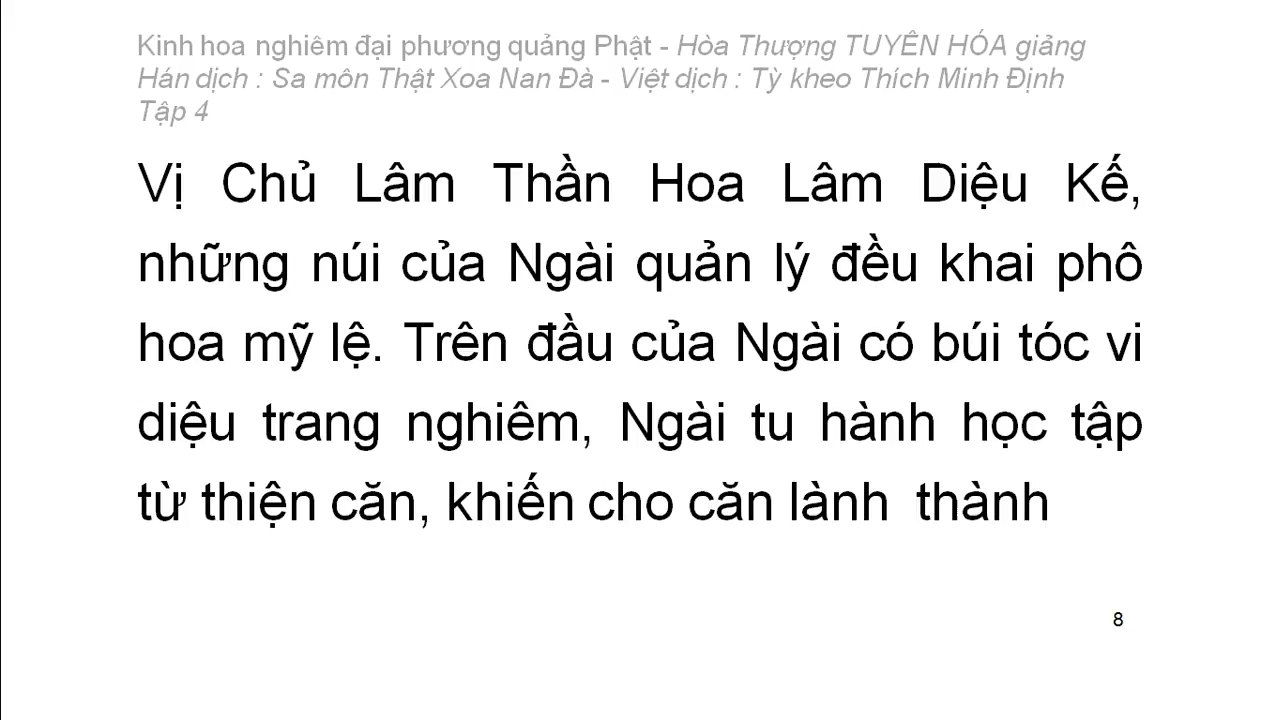 Kinh hoa nghiêm đại phương quảng Phật - Hòa Thượng TUYÊN HÓA giảng
Hán dịch : Sa môn Thật Xoa Nan Đà - Việt dịch : Tỳ kheo Thích Minh Định
Tập 4
Vị Chủ Lâm Thần Hoa Lâm Diệu Kế,
những núi của Ngài quản lý đều khai phô
hoa mỹ lệ. Trên đầu của Ngài có búi tóc vi
diệu trang nghiêm, Ngài tu hành học tập
từ thiện căn, khiến cho căn lành thành
8